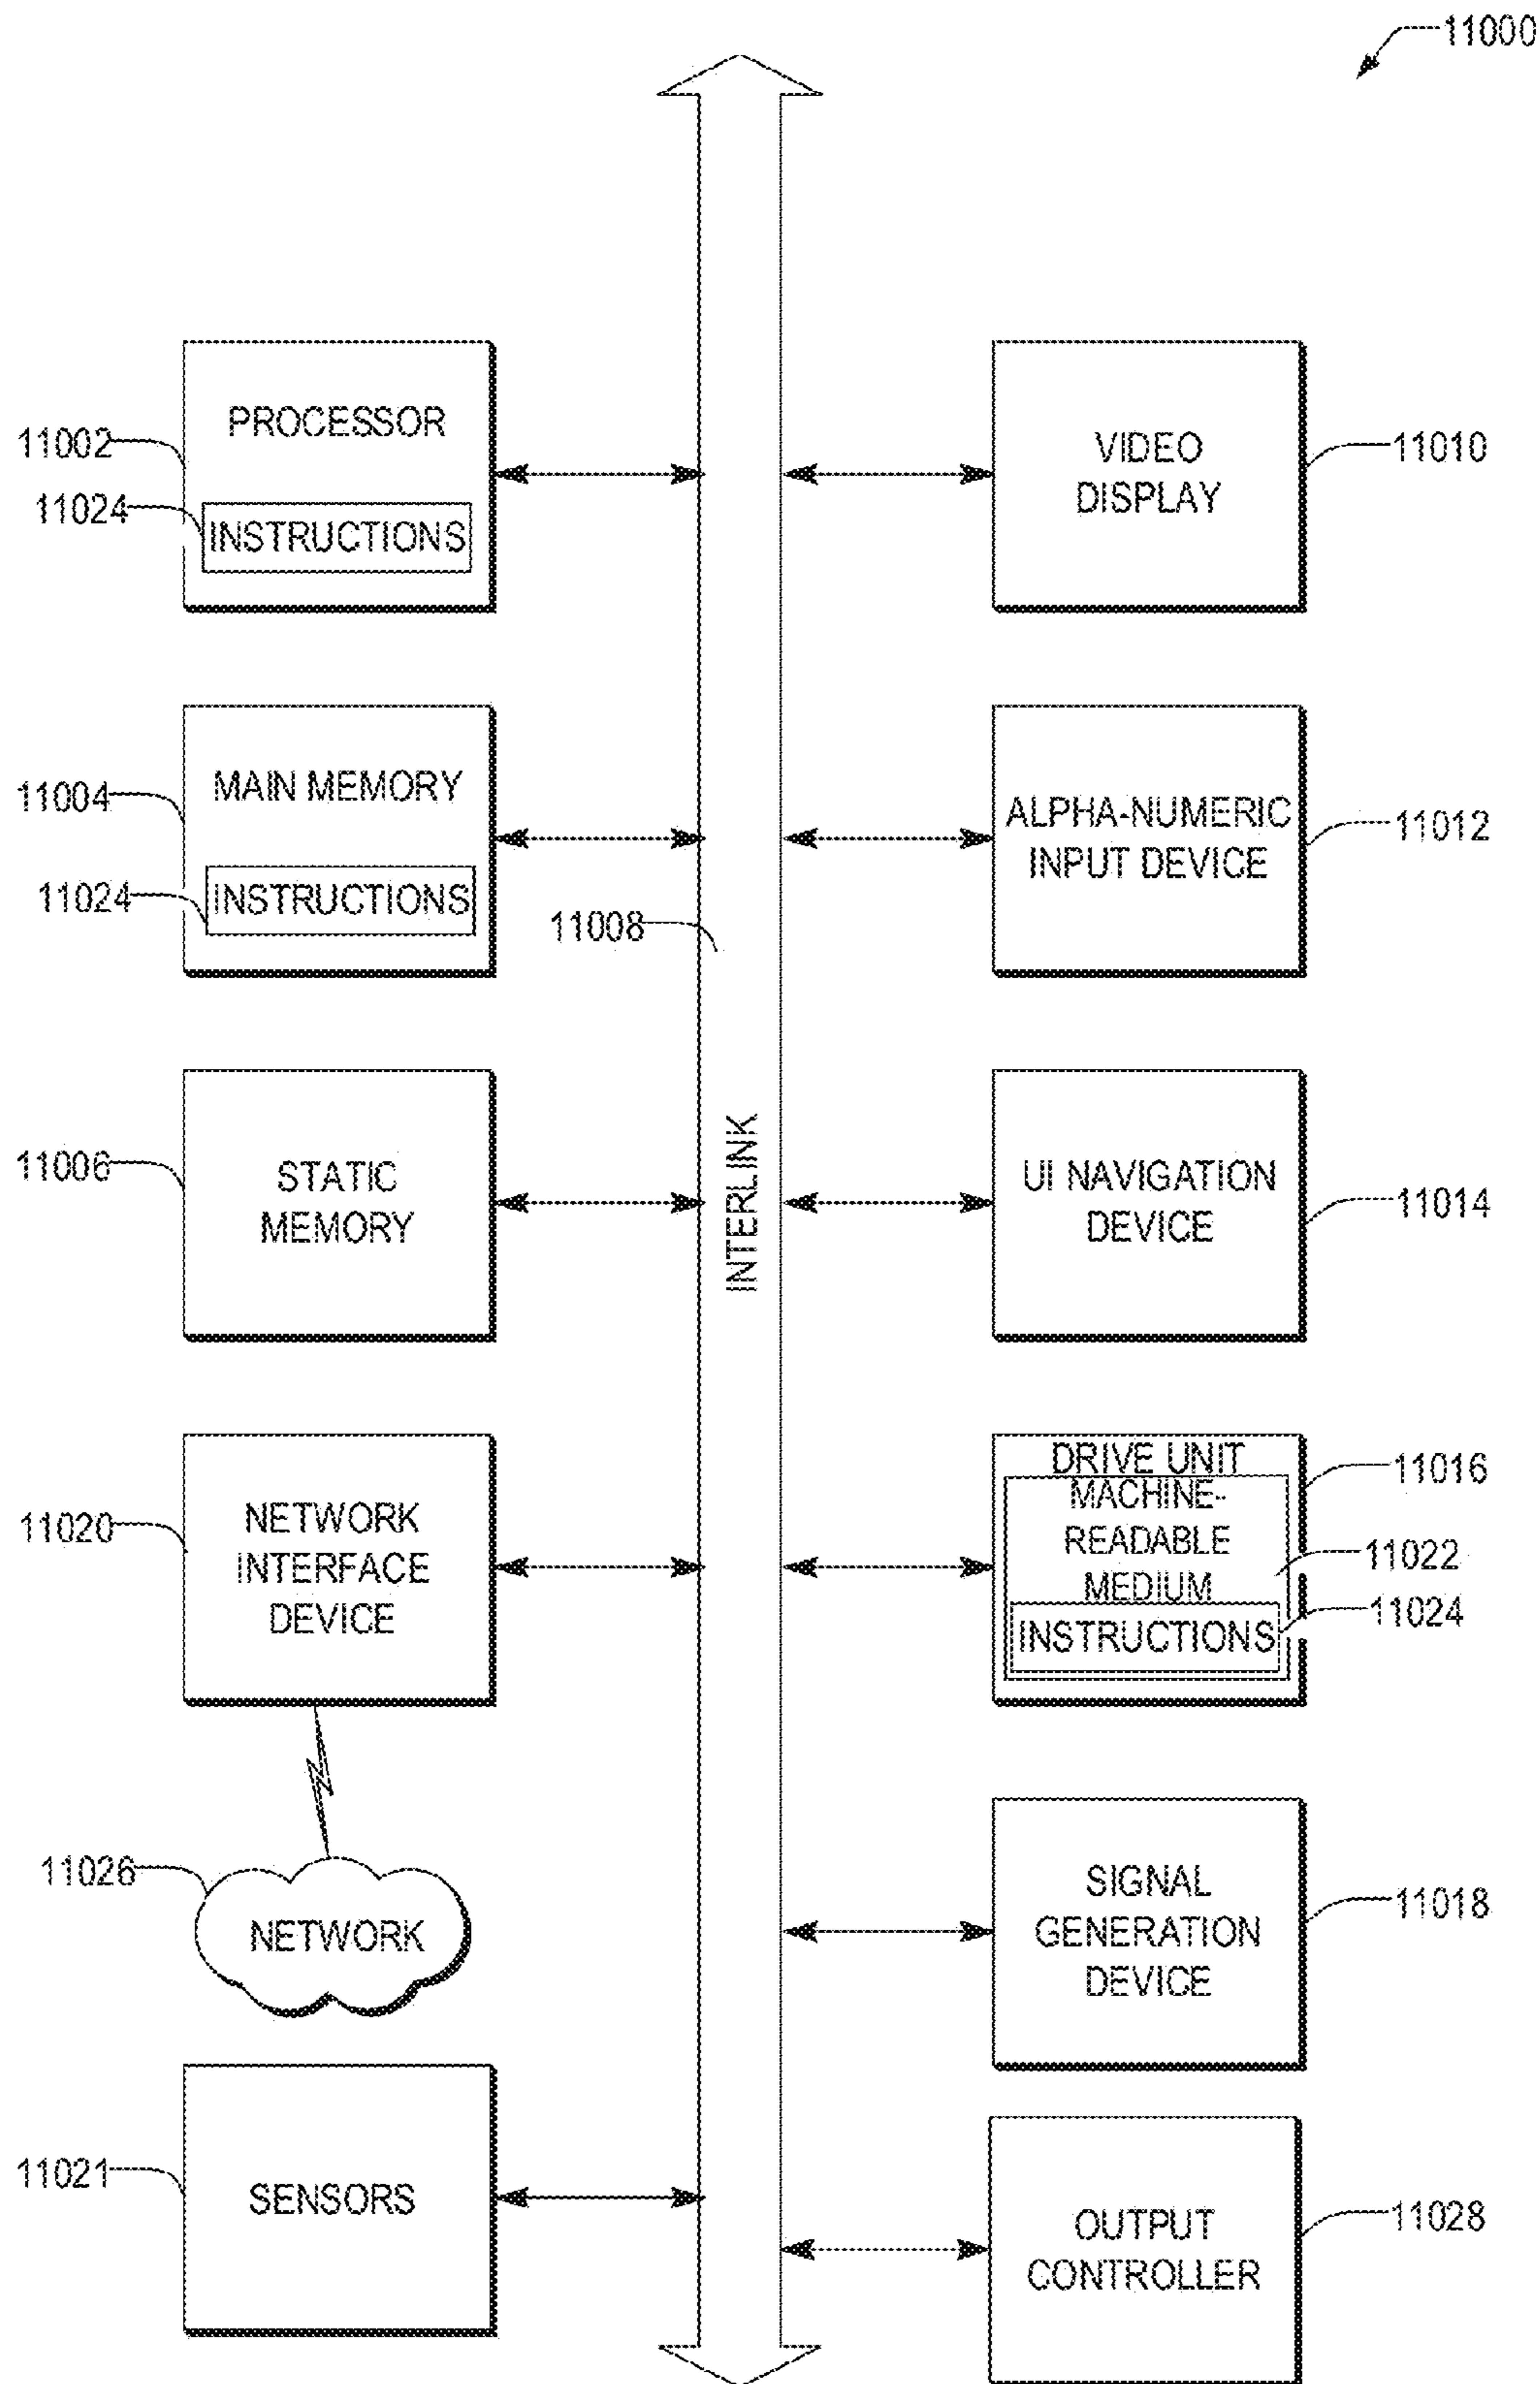 11000
PROCESSOR
11002
11024
INSTRUCTIONS
VIDEO
DISPLAY
11010
MAIN MEMORY
11004
11024
INSTRUCTIONS
11008
ALPHA-NUMERIC
INPUT DEVICE
11012
11006
STATIC
MEMORY
INTERLINK
UI NAVIGATION
DEVICE
11014
11020
NETWORK
INTERFACE
DEVICE
DRIVE UNIT
11016
MACHINE-
READABLE
MEDIUM
11022
11024
INSTRUCTIONS
11026
NETWORK
SIGNAL
GENERATION
DEVICE
11018
11021
SENSORS
OUTPUT
CONTROLLER
11028